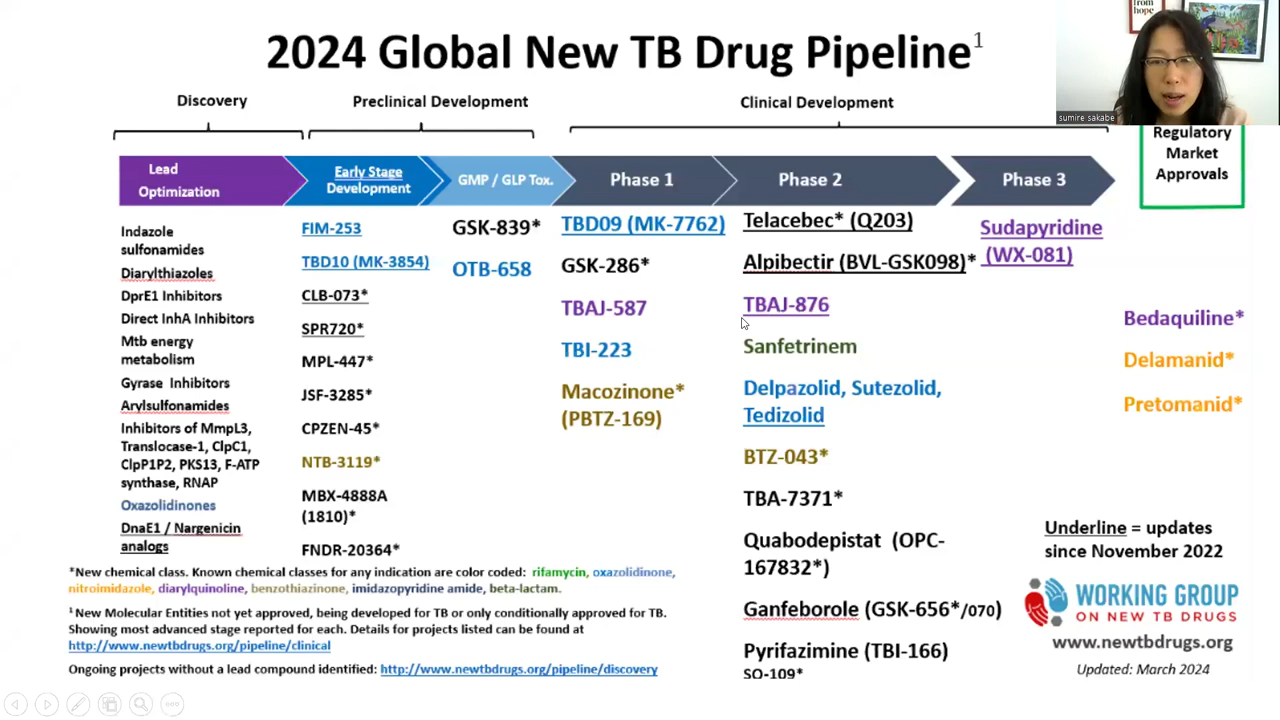 2024 Global New TB Drug Pipeline1
from
hope
sumire sakabe
Discovery
Preclinical Development
Clinical Development
Regulatory
Market
Approvals
Lead
Optimization
Early Stage
Development
GMP / GLP Tox.
Phase 1
Phase 2
Phase 3
Indazole
sulfonamides
Diarylthiazoles
DprE1 Inhibitors
Direct InhA Inhibitors
Mtb energy
metabolism
Gyrase Inhibitors
Arylsulfonamides
Inhibitors of MmpL3,
Translocase-1, ClpC1,
ClpP1P2, PKS13, F-ATP
synthase, RNAP
Oxazolidinones
DnaE1 / Nargenicin
analogs
FIM-253
TBD10 (MK-3854)
CLB-073*
SPR720*
MPL-447*
JSF-3285*
CPZEN-45*
NTB-3119*
MBX-4888A
(1810)*
FNDR-20364*
GSK-839*
OTB-658
TBD09 (MK-7762)
GSK-286*
TBAJ-587
TBI-223
Macozinone*
(PBTZ-169)
Telacebec* (Q203)
Alpibectir (BVL-GSK098)*
TBAJ-876
Sanfetrinem
Delpazolid, Sutezolid,
Tedizolid
BTZ-043*
TBA-7371*
Quabodepistat (OPC-
167832*)
Ganfeborole (GSK-656*/070)
Pyrifazimine (TBI-166)
SQ-109*
Sudapyridine
(WX-081)
Bedaquiline*
Delamanid*
Pretomanid*
*New chemical class. Known chemical classes for any indication are color coded: rifamycin, oxazolidinone,
nitroimidazole, diarylquinoline, benzothiazinone, imidazopyridine amide, beta-lactam.
1 New Molecular Entities not yet approved, being developed for TB or only conditionally approved for TB.
Showing most advanced stage reported for each. Details for projects listed can be found at
http://www.newtbdrugs.org/pipeline/clinical
Ongoing projects without a lead compound identified: http://www.newtbdrugs.org/pipeline/discovery
Underline = updates
since November 2022
WORKING GROUP
ON NEW TB DRUGS
www.newtbdrugs.org
Updated: March 2024